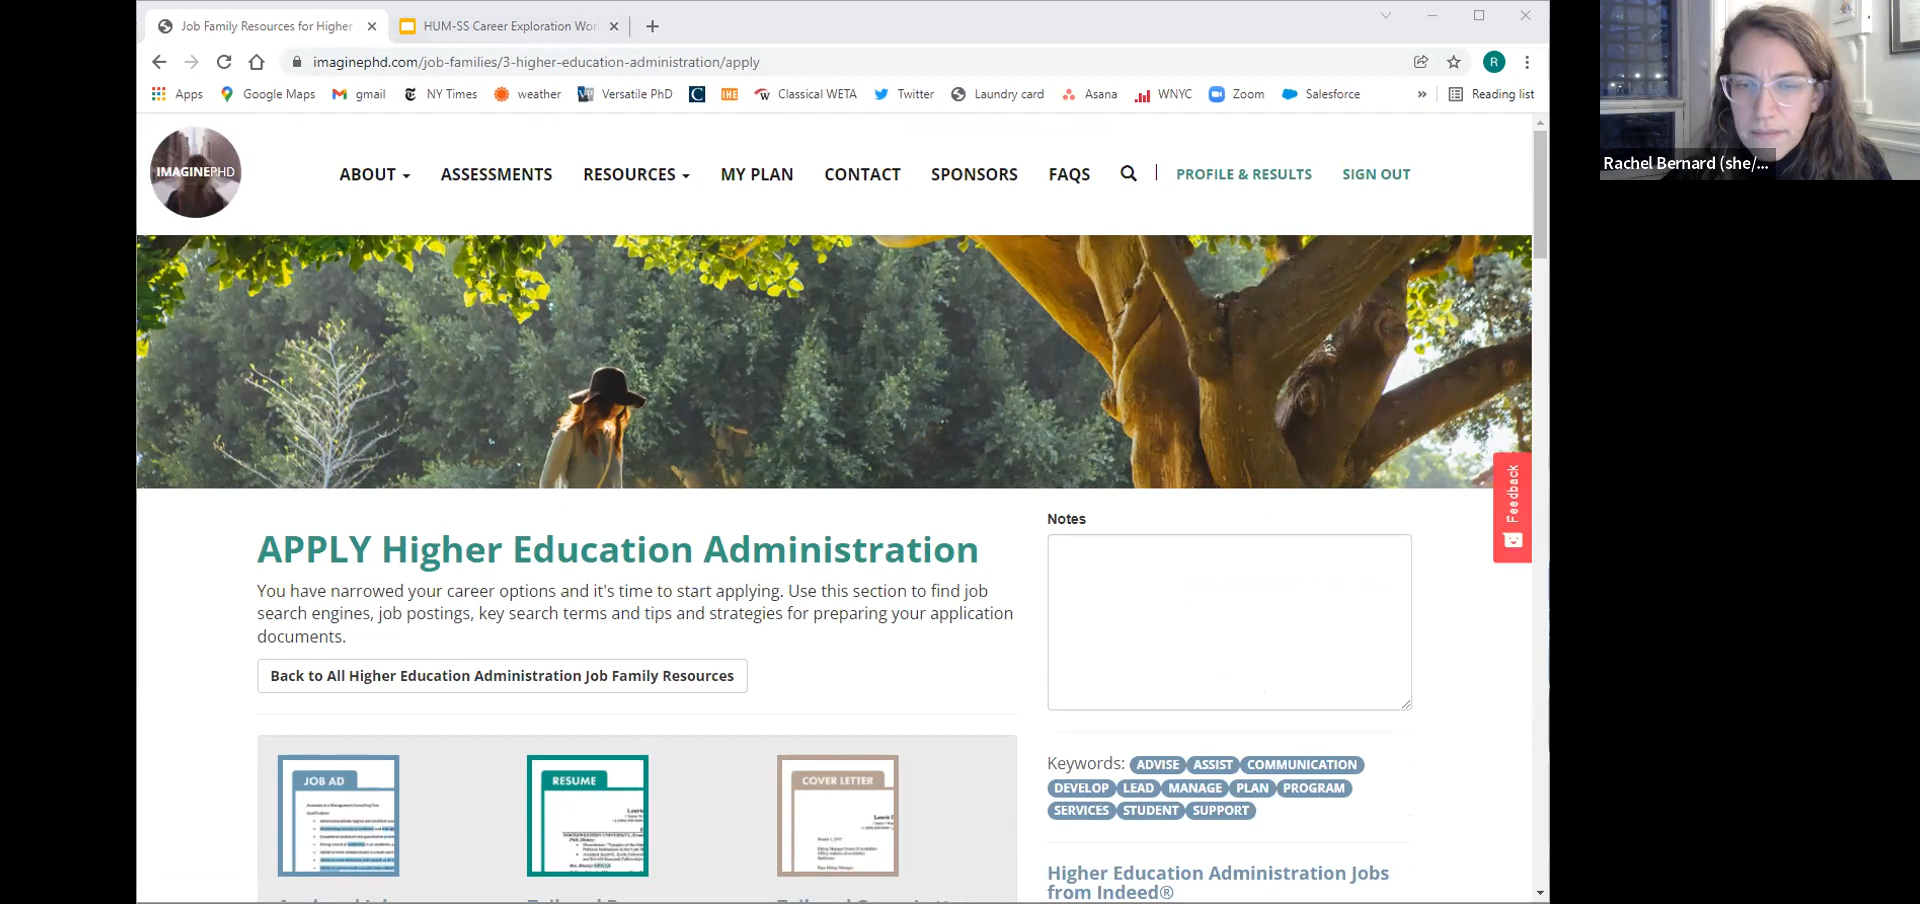 Job Family Resources for Higher
HUM-SS Career Exploration Wor
imaginephd.com/job-families/3-higher-education-administration/apply
R
Apps
Google Maps
gmail
NY Times
weather
Versatile PhD
C
IHE
Classical WETA
Twitter
Laundry card
Asana
WNYC
Zoom
Salesforce
»
Reading list
Rachel Bernard (she/...
IMAGINEPHD
ABOUT
ASSESSMENTS
RESOURCES
MY PLAN
CONTACT
SPONSORS
FAQS
PROFILE & RESULTS
SIGN OUT
Feedback
APPLY Higher Education Administration
You have narrowed your career options and it's time to start applying. Use this section to find job
search engines, job postings, key search terms and tips and strategies for preparing your application
documents.
Back to All Higher Education Administration Job Family Resources
Notes
Keywords: ADVISE ASSIST COMMUNICATION
DEVELOP LEAD MANAGE PLAN PROGRAM
SERVICES STUDENT SUPPORT
Higher Education Administration Jobs
from Indeed®
JOB AD
RESUME
COVER LETTER